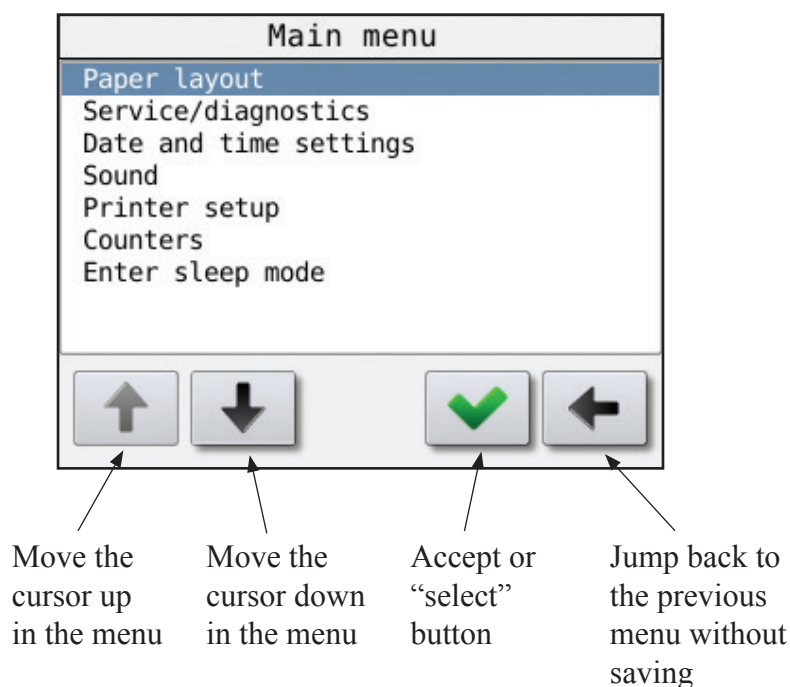 Main menu
Paper layout
Service/diagnostics
Date and time settings
Sound
Printer setup
Counters
Enter sleep mode
Move the
cursor up
in the menu
Move the
cursor down
in the menu
Accept or
“select”
button
Jump back to
the previous
menu without
saving